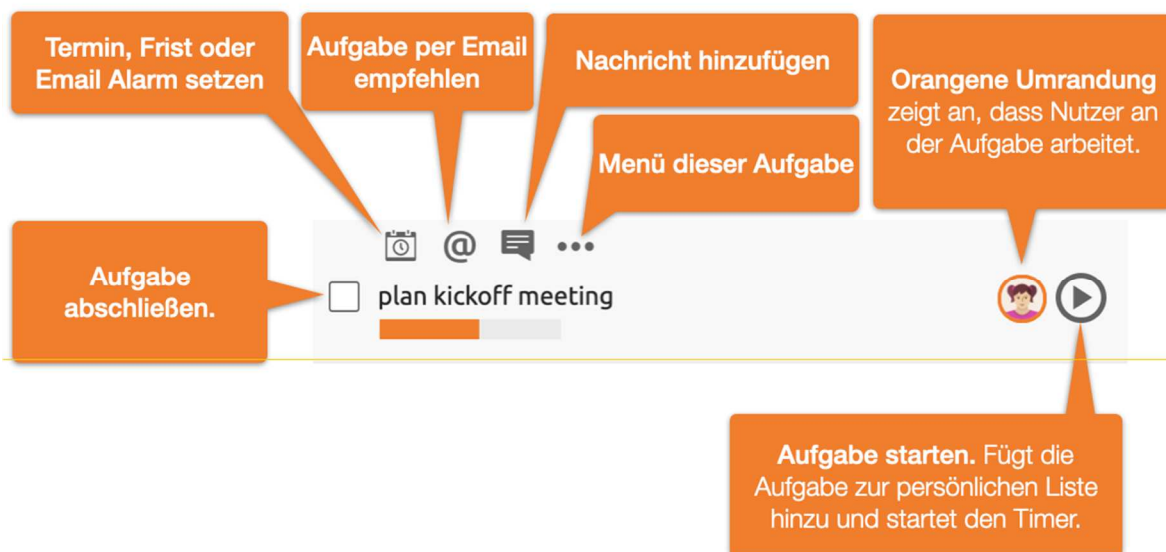 Termin, Frist oder
Email Alarm setzen
Aufgabe per Email
empfehlen
Nachricht hinzufügen
Menü dieser Aufgabe
Orangene Umrandung
zeigt an, dass Nutzer an
der Aufgabe arbeitet.
@
Aufgabe
abschließen.
plan kickoff meeting
Aufgabe starten. Fügt die
Aufgabe zur persönlichen Liste
hinzu und startet den Timer.